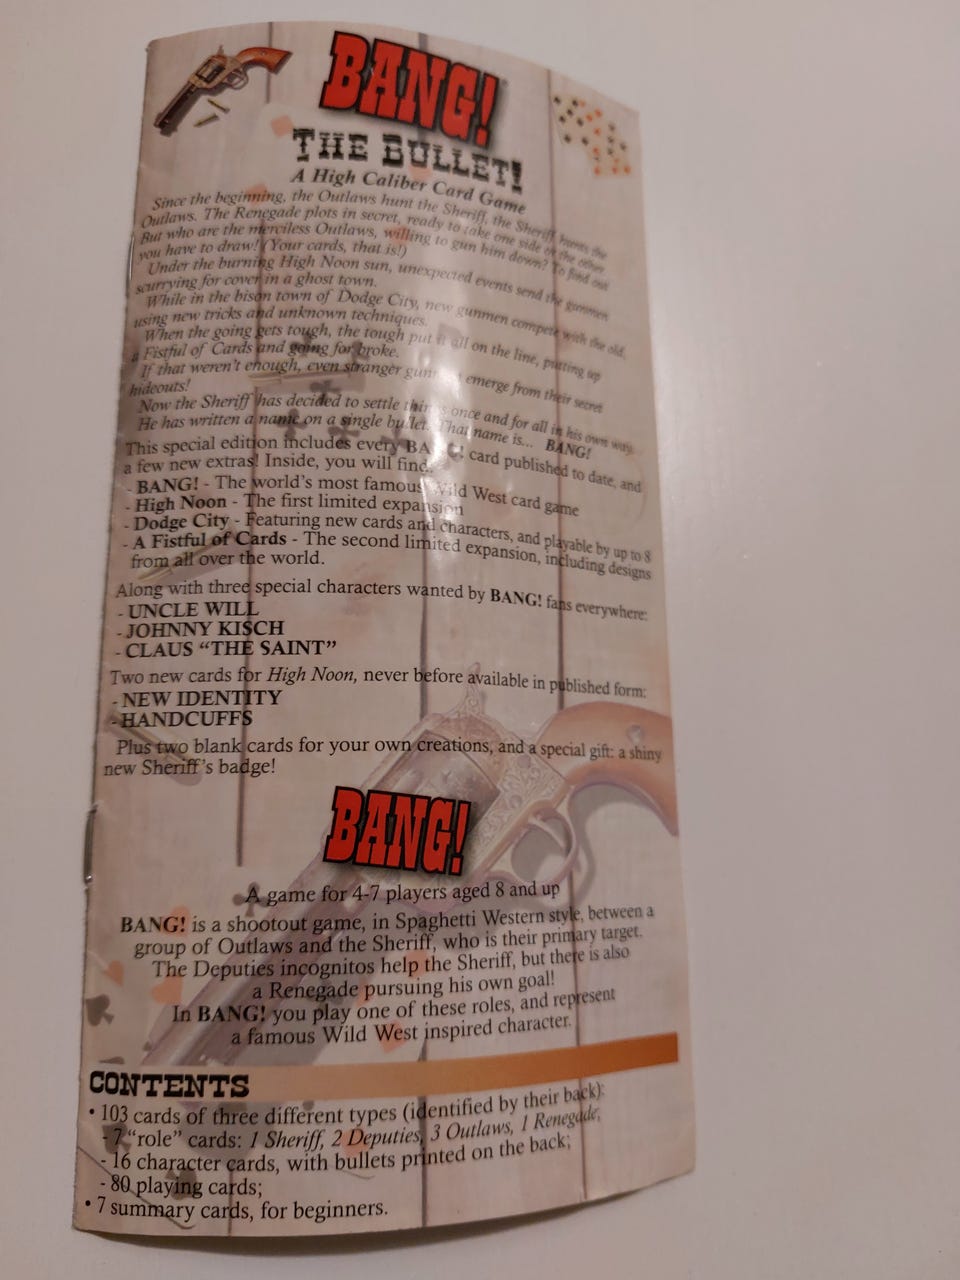 BANG!
THE BULLET!
A High Caliber Card Game
Since the beginning, the Outlaws hunt the Sheriff, the Sheriff hunts the
Outlaws. The Renegade plots in secret, ready to take one side or the other.
But who are the merciless Outlaws, willing to gun him down? To find out
you have to draw! (Your cards, that is!)
Under the burning High Noon sun, unexpected events send the gunmen
scurrying for cover in a ghost town.
While in the bison town of Dodge City, new gunmen compete with the old,
using new tricks and unknown techniques.
When the going gets tough, the tough put it all on the line, putting up
a Fistful of Cards and going for broke.
If that weren't enough, even stranger emerge from their secret
hideouts!
Now the Sheriff has decided to settle things once and for all in his own way.
He has written a name on a single bullet. That name is... BANG!
This special edition includes every BANG! card published to date, and
a few new extras! Inside, you will find:
- BANG! - The world's most famous Wild West card game
- High Noon - The first limited expansion
- Dodge City - Featuring new cards and characters, and playable by up to 8
- A Fistful of Cards - The second limited expansion, including designs
from all over the world.
Along with three special characters wanted by BANG! fans everywhere:
- UNCLE WILL
- JOHNNY KISCH
- CLAUS "THE SAINT"
Two new cards for High Noon, never before available in published form:
- NEW IDENTITY
- HANDCUFFS
Plus two blank cards for your own creations, and a special gift: a shiny
new Sheriff's badge!
BANG!
A game for 4-7 players aged 8 and up
BANG! is a shootout game, in Spaghetti Western style, between a
group of Outlaws and the Sheriff, who is their primary target.
The Deputies incognitos help the Sheriff, but there is also
a Renegade pursuing his own goal!
In BANG! you play one of these roles, and represent
a famous Wild West inspired character.
CONTENTS
• 103 cards of three different types (identified by their back):
- 7 "role" cards: 1 Sheriff, 2 Deputies, 3 Outlaws, 1 Renegade;
- 16 character cards, with bullets printed on the back;
- 80 playing cards;
• 7 summary cards, for beginners.